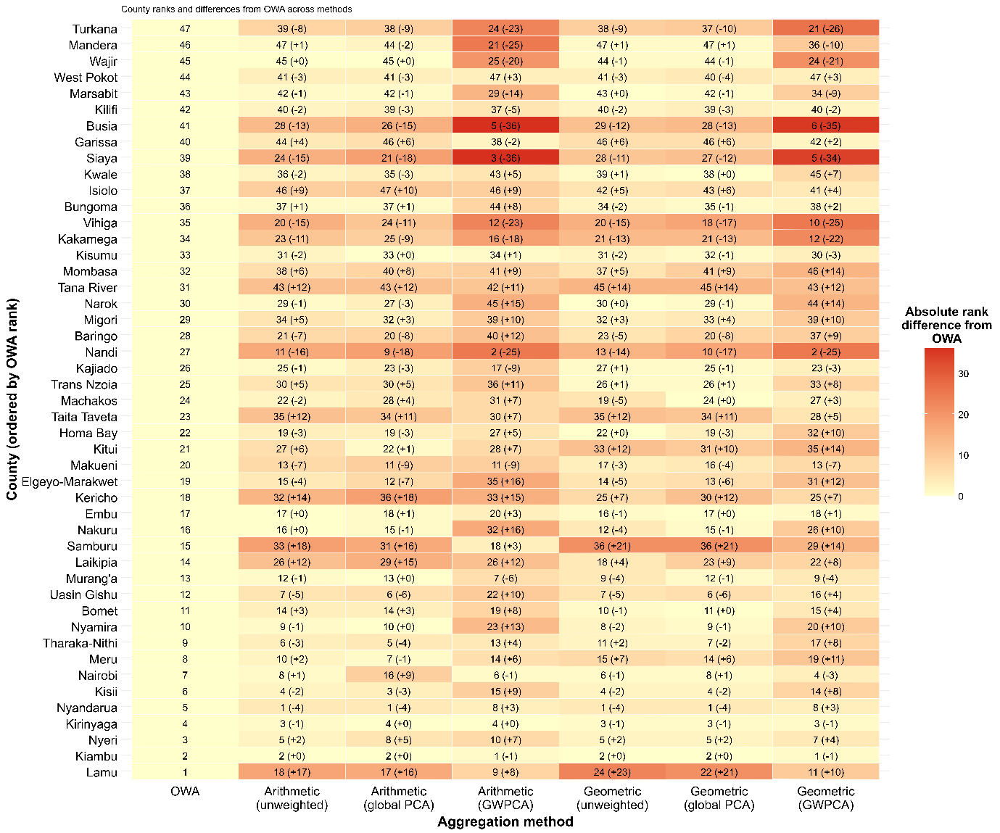 County ranks and differences from OWA across methods
Turkana 47 39 (-8) 38 (-9) 24 (-23) 38 (-9) 37 (-10) 21 (-26)
Mandera 46 47 (+1) 44 (-2) 21 (-25) 47 (+1) 47 (+1) 36 (-10)
Wajir 45 45 (+0) 45 (+0) 25 (-20) 44 (-1) 44 (-1) 24 (-21)
West Pokot 44 41 (-3) 41 (-3) 47 (+3) 41 (-3) 40 (-4) 47 (+3)
Marsabit 43 42 (-1) 42 (-1) 29 (-14) 43 (+0) 42 (-1) 34 (-9)
Kilifi 42 40 (-2) 39 (-3) 37 (-5) 40 (-2) 39 (-3) 40 (-2)
Busia 41 28 (-13) 26 (-15) 5 (-36) 29 (-12) 28 (-13) 6 (-35)
Garissa 40 44 (+4) 46 (+6) 38 (-2) 46 (+6) 46 (+6) 42 (+2)
Siaya 39 24 (-15) 21 (-18) 3 (-36) 28 (-11) 27 (-12) 5 (-34)
Kwale 38 36 (-2) 35 (-3) 43 (+5) 39 (+1) 38 (+0) 45 (+7)
Isiolo 37 46 (+9) 47 (+10) 46 (+9) 42 (+5) 43 (+6) 41 (+4)
Bungoma 36 37 (+1) 37 (+1) 44 (+8) 34 (-2) 35 (-1) 38 (+2)
Vihiga 35 20 (-15) 24 (-11) 12 (-23) 20 (-15) 18 (-17) 10 (-25)
Kakamega 34 23 (-11) 25 (-9) 16 (-18) 21 (-13) 21 (-13) 12 (-22)
Kisumu 33 31 (-2) 33 (+0) 34 (+1) 31 (-2) 32 (-1) 30 (-3)
Mombasa 32 38 (+6) 40 (+8) 41 (+9) 37 (+5) 41 (+9) 46 (+14)
Tana River 31 43 (+12) 43 (+12) 42 (+11) 45 (+14) 45 (+14) 43 (+12)
Narok 30 29 (-1) 27 (-3) 45 (+15) 30 (+0) 29 (-1) 44 (+14)
Migori 29 34 (+5) 32 (+3) 39 (+10) 32 (+3) 33 (+4) 39 (+10)
Baringo 28 21 (-7) 20 (-8) 40 (+12) 23 (-5) 20 (-8) 37 (+9)
Nandi 27 11 (-16) 9 (-18) 2 (-25) 13 (-14) 10 (-17) 2 (-25)
Kajiado 26 25 (-1) 23 (-3) 17 (-9) 27 (+1) 25 (-1) 23 (-3)
Trans Nzoia 25 30 (+5) 30 (+5) 36 (+11) 26 (+1) 26 (+1) 33 (+8)
Machakos 24 22 (-2) 28 (+4) 31 (+7) 19 (-5) 24 (+0) 27 (+3)
Taita Taveta 23 35 (+12) 34 (+11) 30 (+7) 35 (+12) 34 (+11) 28 (+5)
Homa Bay 22 19 (-3) 19 (-3) 27 (+5) 22 (+0) 19 (-3) 32 (+10)
Kitui 21 27 (+6) 22 (+1) 28 (+7) 33 (+12) 31 (+10) 35 (+14)
Makueni 20 13 (-7) 11 (-9) 11 (-9) 17 (-3) 16 (-4) 13 (-7)
Elgeyo-Marakwet 19 15 (-4) 12 (-7) 35 (+16) 14 (-5) 13 (-6) 31 (+12)
Kericho 18 32 (+14) 36 (+18) 33 (+15) 25 (+7) 30 (+12) 25 (+7)
Embu 17 17 (+0) 18 (+1) 20 (+3) 16 (-1) 17 (+0) 18 (+1)
Nakuru 16 16 (+0) 15 (-1) 32 (+16) 12 (-4) 15 (-1) 26 (+10)
Samburu 15 33 (+18) 31 (+16) 18 (+3) 36 (+21) 36 (+21) 29 (+14)
Laikipia 14 26 (+12) 29 (+15) 26 (+12) 18 (+4) 23 (+9) 22 (+8)
Murang'a 13 12 (-1) 13 (+0) 7 (-6) 9 (-4) 12 (-1) 9 (-4)
Uasin Gishu 12 7 (-5) 6 (-6) 22 (+10) 7 (-5) 6 (-6) 16 (+4)
Bomet 11 14 (+3) 14 (+3) 19 (+8) 10 (-1) 11 (+0) 15 (+4)
Nyamira 10 9 (-1) 10 (+0) 23 (+13) 8 (-2) 9 (-1) 20 (+10)
Tharaka-Nithi 9 6 (-3) 5 (-4) 13 (+4) 11 (+2) 7 (-2) 17 (+8)
Meru 8 10 (+2) 7 (-1) 14 (+6) 15 (+7) 14 (+6) 19 (+11)
Nairobi 7 8 (+1) 16 (+9) 6 (-1) 6 (-1) 8 (+1) 4 (-3)
Kisii 6 4 (-2) 3 (-3) 15 (+9) 4 (-2) 4 (-2) 14 (+8)
Nyandarua 5 1 (-4) 1 (-4) 8 (+3) 1 (-4) 1 (-4) 8 (+3)
Kirinyaga 4 3 (-1) 4 (+0) 4 (+0) 3 (-1) 3 (-1) 3 (-1)
Nyeri 3 5 (+2) 8 (+5) 10 (+7) 5 (+2) 5 (+2) 7 (+4)
Kiambu 2 2 (+0) 2 (+0) 1 (-1) 2 (+0) 2 (+0) 1 (-1)
Lamu 1 18 (+17) 17 (+16) 9 (+8) 24 (+23) 22 (+21) 11 (+10)
OWA Arithmetic Arithmetic Arithmetic Geometric Geometric Geometric
(unweighted) (global PCA) (GWPCA) (unweighted) (global PCA) (GWPCA)
Aggregation method
County (ordered by OWA rank)
Absolute rank
difference from
OWA
30
20
10
0